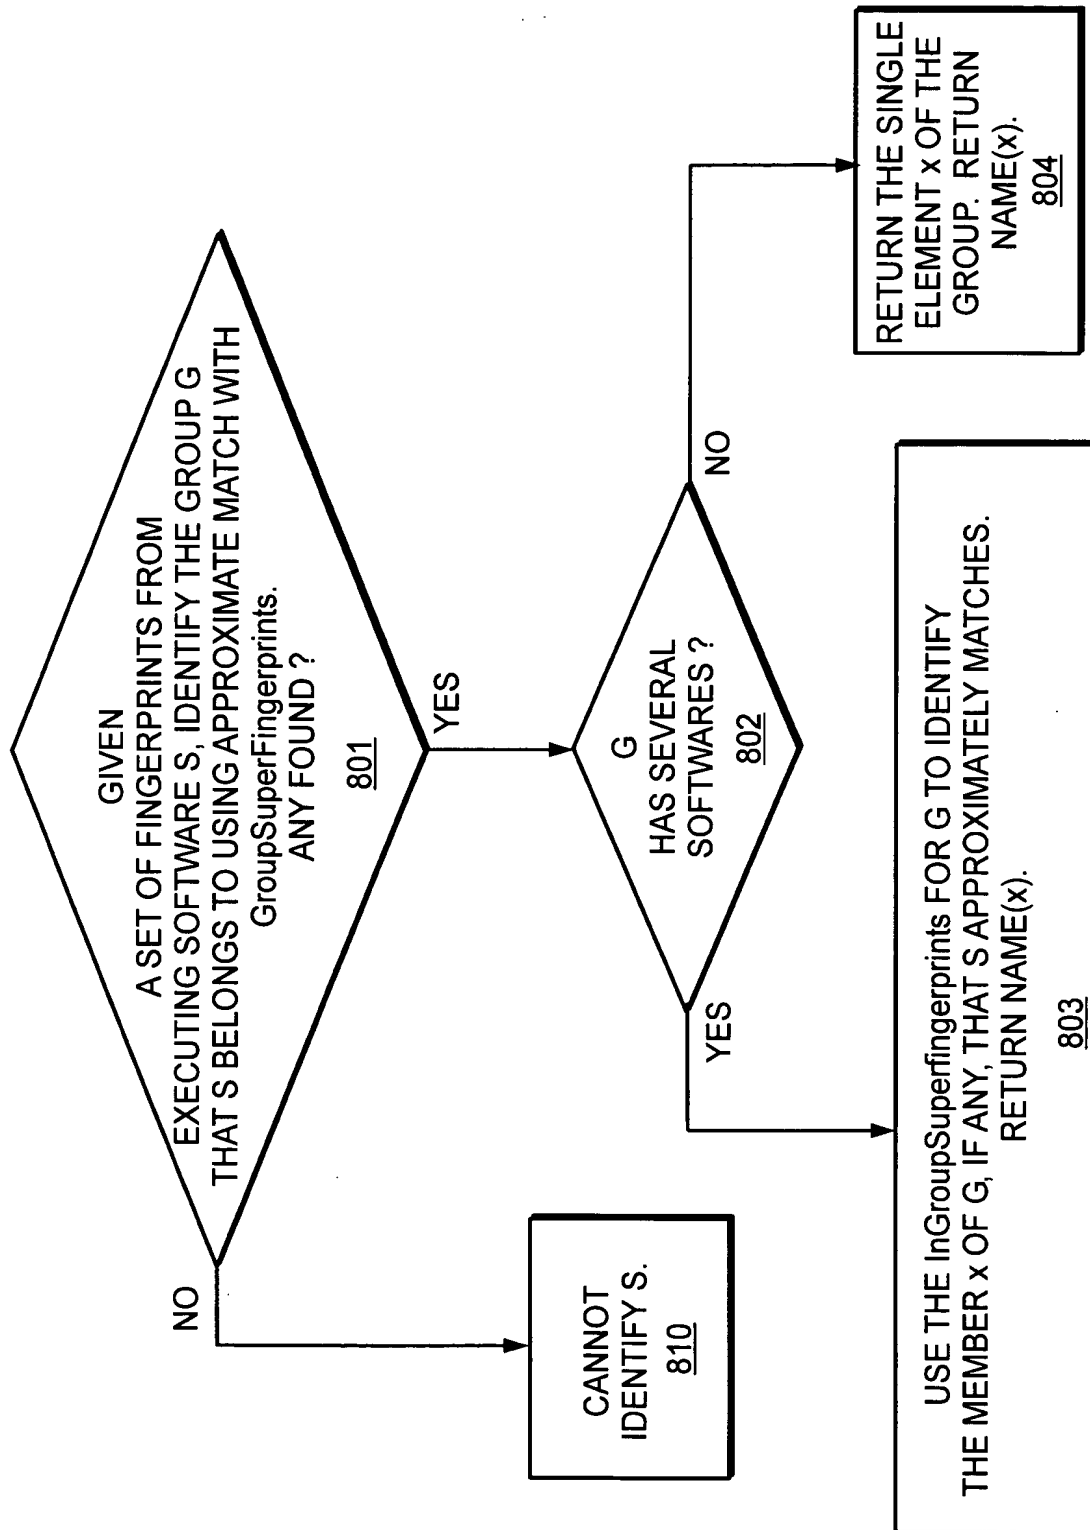 GIVEN
A SET OF FINGERPRINTS FROM
EXECUTING SOFTWARE S, IDENTIFY THE GROUP G
THAT S BELONGS TO USING APPROXIMATE MATCH WITH
GroupSuperFingerprints.
ANY FOUND ?
801
NO
YES
CANNOT
IDENTIFY S.
810
G
HAS SEVERAL
SOFTWARES ?
802
YES
NO
USE THE InGroupSuperfingerprints FOR G TO IDENTIFY
THE MEMBER x OF G, IF ANY, THAT S APPROXIMATELY MATCHES.
RETURN NAME(x).
803
RETURN THE SINGLE
ELEMENT x OF THE
GROUP. RETURN
NAME(x).
804